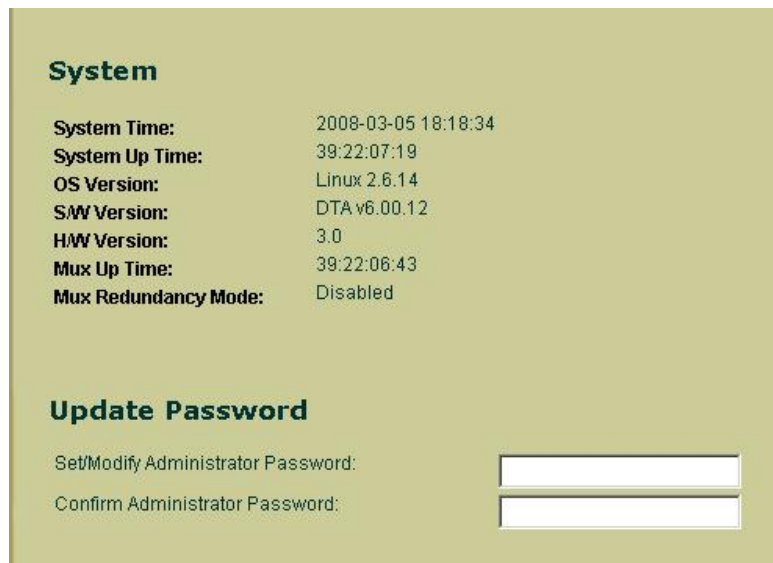 System
System Time: 2008-03-05 18:18:34
System Up Time: 39:22:07:19
OS Version: Linux 2.6.14
S/W Version: DTA v6.00.12
H/W Version: 3.0
Mux Up Time: 39:22:06:43
Mux Redundancy Mode: Disabled
Update Password
Set/Modify Administrator Password:
Confirm Administrator Password: